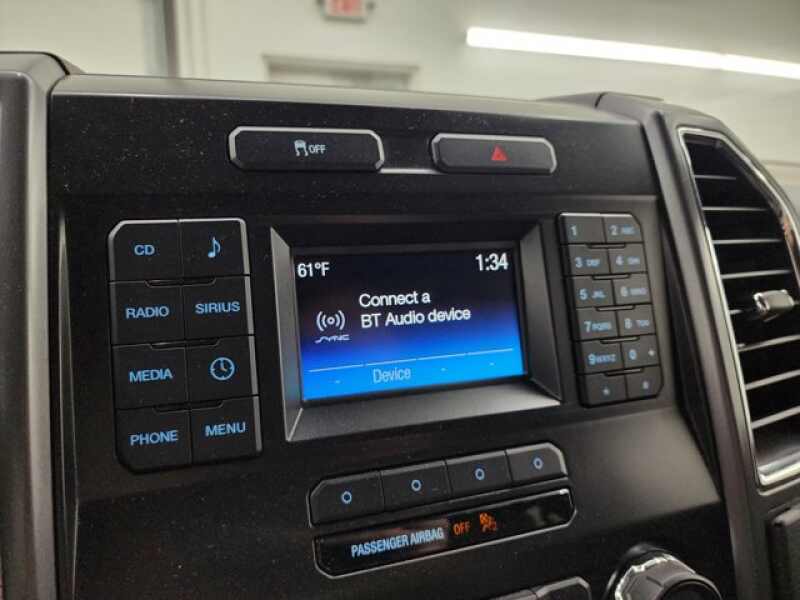 EXIT
OFF
CD
RADIO SIRIUS
MEDIA
PHONE MENU
61°F 1:34
Connect a
BT Audio device
SYNC
- Device - -
1 2 ABC
3 DEF 4 GHI
5 JKL 6 MNO
7 PQRS 8 TUV
9 WXYZ 0 +
* #
PASSENGER AIRBAG OFF